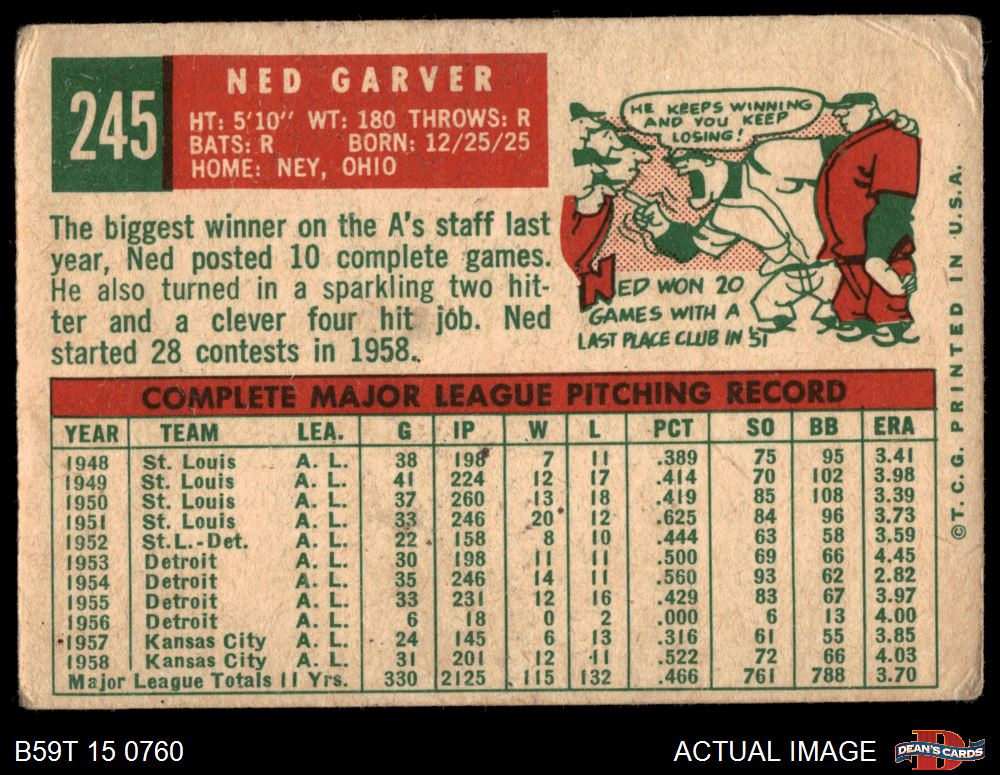 245
NED GARVER
HT: 5'10" WT: 180 THROWS: R
BATS: R BORN: 12/25/25
HOME: NEY, OHIO
The biggest winner on the A's staff last
year, Ned posted 10 complete games.
He also turned in a sparkling two hit-
ter and a clever four hit job. Ned
started 28 contests in 1958.
HE KEEPS WINNING
AND YOU KEEP
LOSING!
NED WON 20
GAMES WITH A
LAST PLACE CLUB IN '51
COMPLETE MAJOR LEAGUE PITCHING RECORD
YEAR TEAM LEA. G IP W L PCT SO BB ERA
1948 St. Louis A. L. 38 198 7 11 .389 75 95 3.41
1949 St. Louis A. L. 41 224 12 17 .414 70 102 3.98
1950 St. Louis A. L. 37 260 13 18 .419 85 108 3.39
1951 St. Louis A. L. 33 246 20 12 .625 84 96 3.73
1952 St.L.-Det. A. L. 22 158 8 10 .444 63 58 3.59
1953 Detroit A. L. 30 198 11 11 .500 69 66 4.45
1954 Detroit A. L. 35 246 14 11 .560 93 62 2.82
1955 Detroit A. L. 33 231 12 16 .429 83 67 3.97
1956 Detroit A. L. 6 18 0 2 .000 6 13 4.00
1957 Kansas City A. L. 24 145 6 13 .316 61 55 3.85
1958 Kansas City A. L. 31 201 12 11 .522 72 66 4.03
Major League Totals 11 Yrs. 330 2125 115 132 .466 761 788 3.70
©T. C. G. PRINTED IN U.S.A.
B59T 15 0760
ACTUAL IMAGE
DEAN'S CARDS